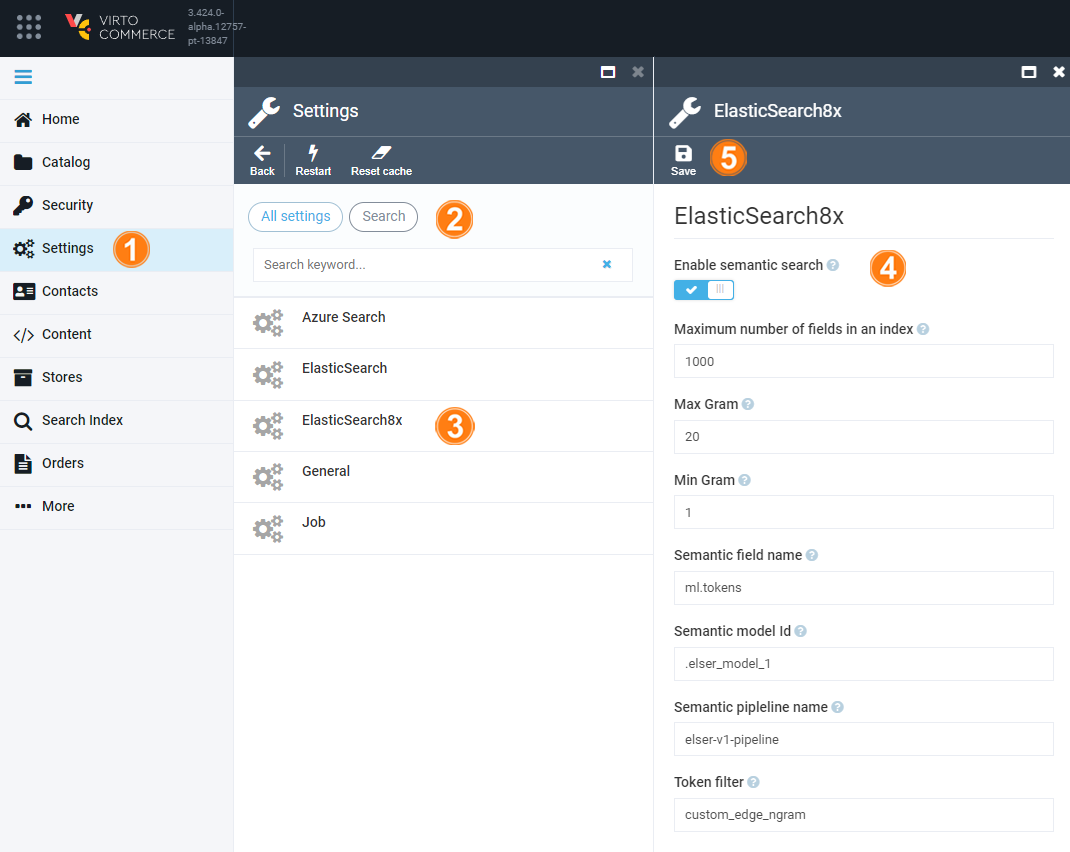 VIRTO
COMMERCE
3.424.0-
alpha.12757-
pt-13847
Home
Catalog
Security
Settings
1
Contacts
Content
Stores
Search Index
Orders
More
Settings
Back
Restart
Reset cache
All settings
Search
2
Search keyword...
Azure Search
ElasticSearch
ElasticSearch8x
3
General
Job
ElasticSearch8x
Save
5
ElasticSearch8x
Enable semantic search ?
4
Maximum number of fields in an index ?
1000
Max Gram ?
20
Min Gram ?
1
Semantic field name ?
ml.tokens
Semantic model Id ?
.elser_model_1
Semantic pipleline name ?
elser-v1-pipeline
Token filter ?
custom_edge_ngram